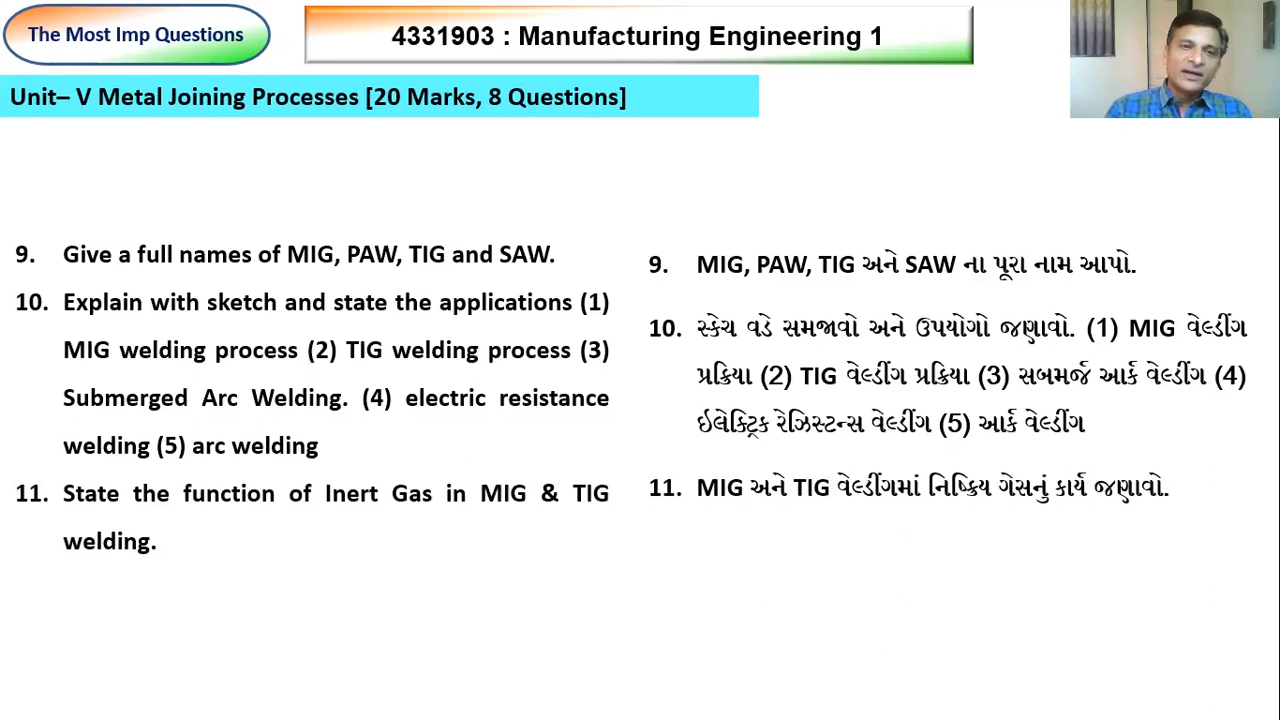 The Most Imp Questions
4331903 : Manufacturing Engineering 1
Unit– V Metal Joining Processes [20 Marks, 8 Questions]
9. Give a full names of MIG, PAW, TIG and SAW.
10. Explain with sketch and state the applications (1)
MIG welding process (2) TIG welding process (3)
Submerged Arc Welding. (4) electric resistance
welding (5) arc welding
11. State the function of Inert Gas in MIG & TIG
welding.
9. MIG, PAW, TIG અને SAW ના પૂરા નામ આપો.
10. સ્કેચ વડે સમજાવો અને ઉપયોગો જણાવો. (1) MIG વેલ્ડીંગ
પ્રક્રિયા (2) TIG વેલ્ડીંગ પ્રક્રિયા (3) સબમર્જ આર્ક વેલ્ડીંગ (4)
ઇલેક્ટ્રિક રેઝિસ્ટન્સ વેલ્ડીંગ (5) આર્ક વેલ્ડીંગ
11. MIG અને TIG વેલ્ડીંગમાં નિષ્ક્રિય ગેસનું કાર્ય જણાવો.